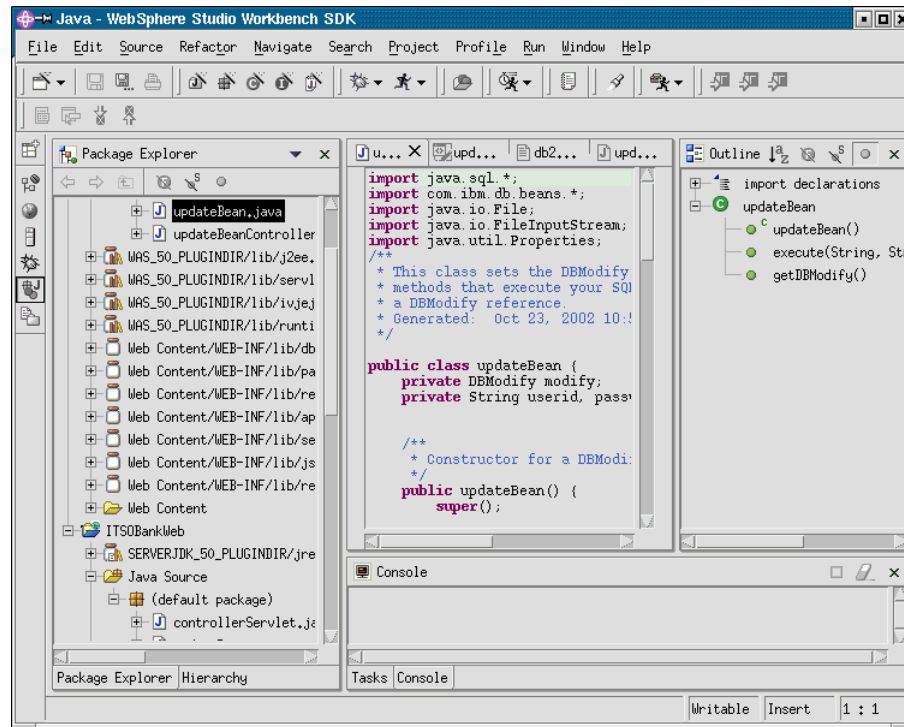 Java - WebSphere Studio Workbench SDK
File Edit Source Refactor Navigate Search Project Profile Run Window Help
Package Explorer
updateBean.java
updateBeanController
WAS_50_PLUGINDIR/lib/j2ee.
WAS_50_PLUGINDIR/lib/servl
WAS_50_PLUGINDIR/lib/ivjej
WAS_50_PLUGINDIR/lib/runti
Web Content/WEB-INF/lib/db
Web Content/WEB-INF/lib/pa
Web Content/WEB-INF/lib/re
Web Content/WEB-INF/lib/ap
Web Content/WEB-INF/lib/se
Web Content/WEB-INF/lib/js
Web Content/WEB-INF/lib/re
Web Content
ITSOBankWeb
SERVERJDK_50_PLUGINDIR/jre
Java Source
(default package)
controllerServlet.ja
Package Explorer Hierarchy
u... upd... db2... upd...
import java.sql.*;
import com.ibm.db.beans.*;
import java.io.File;
import java.io.FileInputStream;
import java.util.Properties;
/**
* This class sets the DBModify
* methods that execute your SQL
* a DBModify reference.
* Generated: Oct 23, 2002 10:5
*/
public class updateBean {
private DBModify modify;
private String userid, passw
/**
* Constructor for a DBModi
*/
public updateBean() {
super();
Outline
import declarations
updateBean
updateBean()
execute(String, St
getDBModify()
Console
Tasks Console
Writable Insert 1 : 1